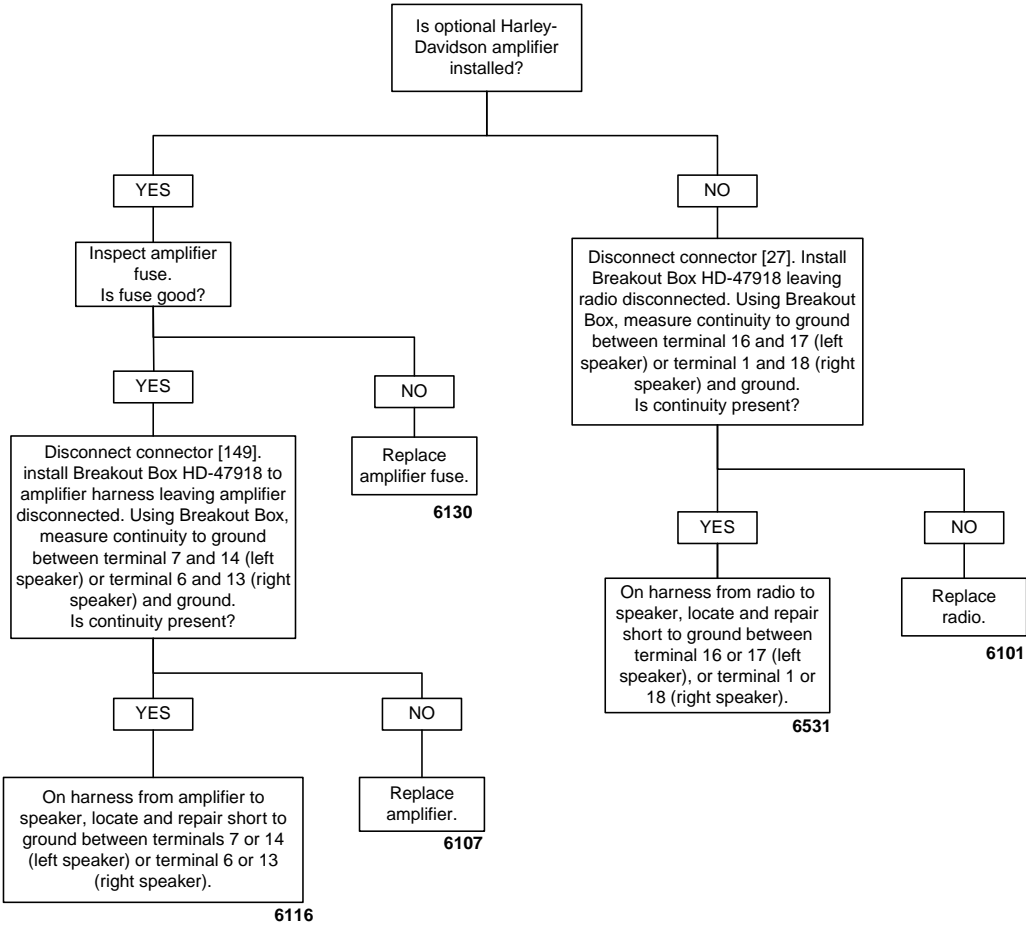 Is optional Harley-
Davidson amplifier
installed?
YES
NO
Inspect amplifier
fuse.
Is fuse good?
Disconnect connector [27]. Install
Breakout Box HD-47918 leaving
radio disconnected. Using Breakout
Box, measure continuity to ground
between terminal 16 and 17 (left
speaker) or terminal 1 and 18 (right
speaker) and ground.
Is continuity present?
YES
NO
Disconnect connector [149].
install Breakout Box HD-47918 to
amplifier harness leaving amplifier
disconnected. Using Breakout Box,
measure continuity to ground
between terminal 7 and 14 (left
speaker) or terminal 6 and 13 (right
speaker) and ground.
Is continuity present?
Replace
amplifier fuse.
6130
YES
NO
On harness from radio to
speaker, locate and repair
short to ground between
terminal 16 or 17 (left
speaker), or terminal 1 or
18 (right speaker).
6531
Replace
radio.
6101
YES
NO
On harness from amplifier to
speaker, locate and repair short to
ground between terminals 7 or 14
(left speaker) or terminal 6 or 13
(right speaker).
6116
Replace
amplifier.
6107